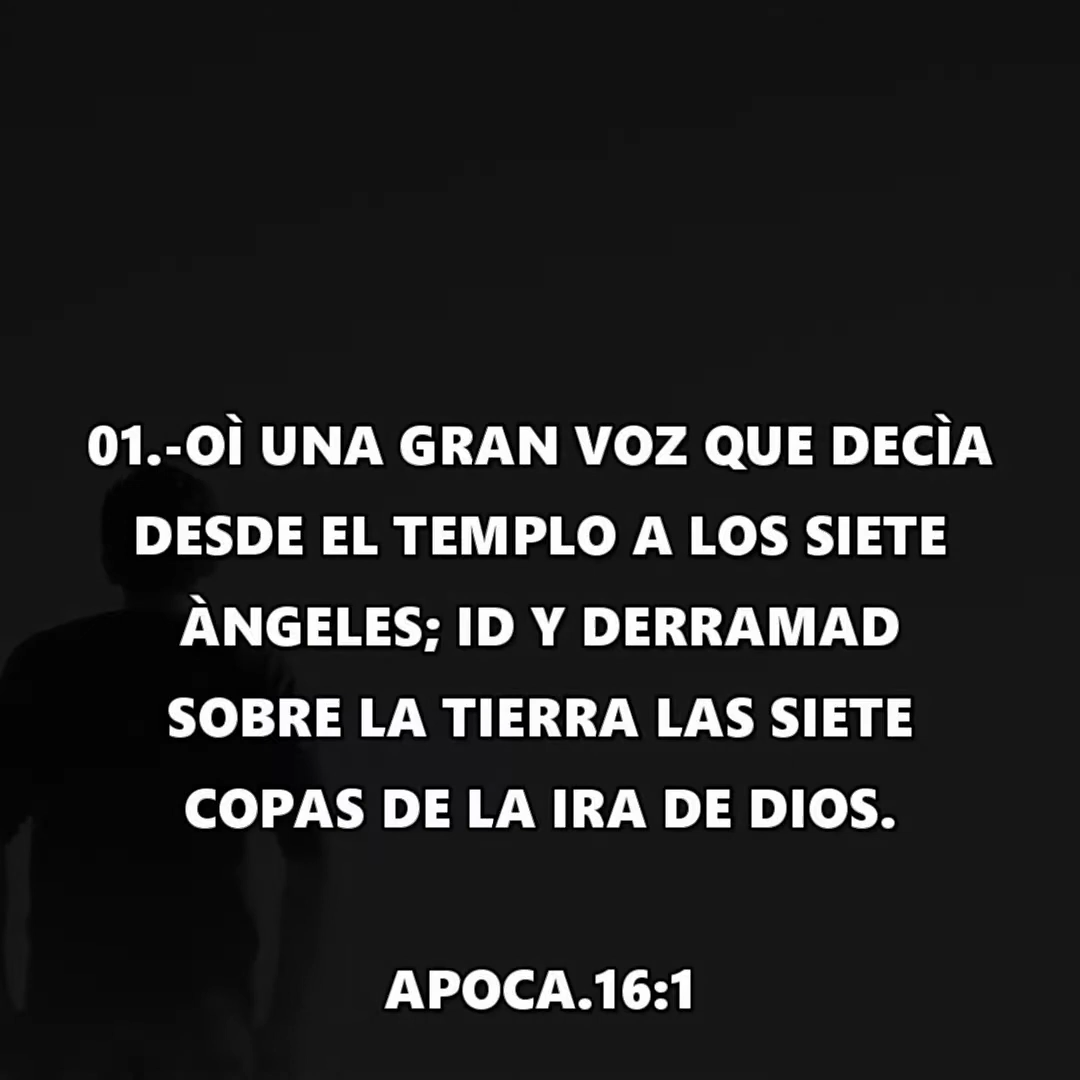 01.-OÌ UNA GRAN VOZ QUE DECÌA
DESDE EL TEMPLO A LOS SIETE
ÀNGELES; ID Y DERRAMAD
SOBRE LA TIERRA LAS SIETE
COPAS DE LA IRA DE DIOS.
APOCA.16:1